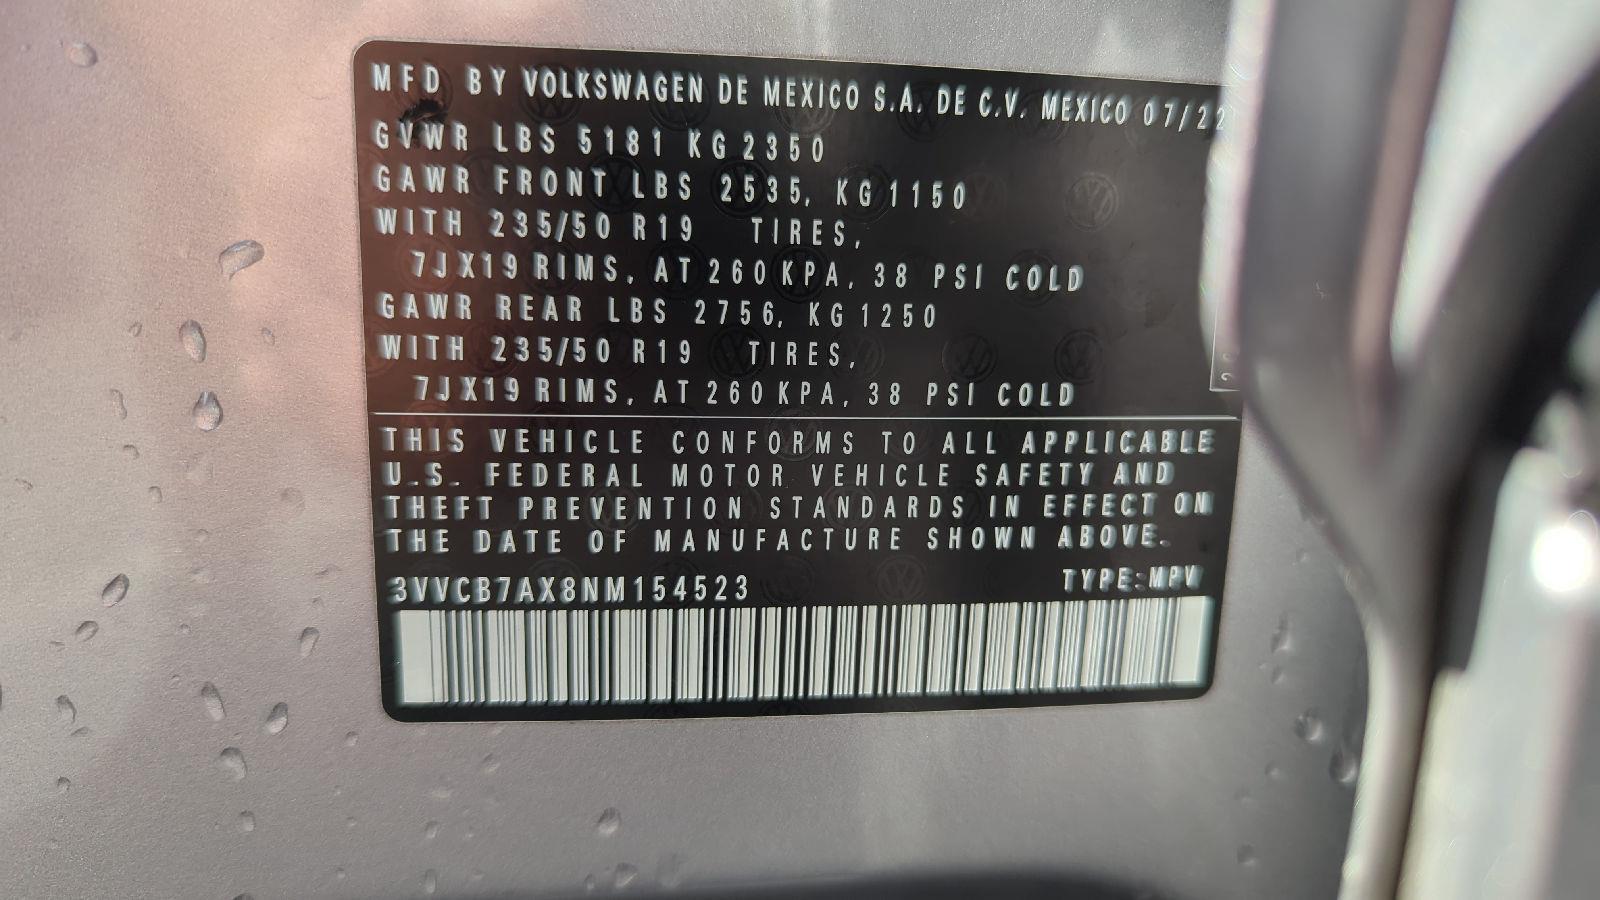 MFD BY VOLKSWAGEN DE MEXICO S.A. DE C.V. MEXICO 07/22
GVWR LBS 5181 KG 2350
GAWR FRONT LBS 2535, KG 1150
WITH 235/50 R19 TIRES,
7JX19 RIMS, AT 260 KPA, 38 PSI COLD
GAWR REAR LBS 2756, KG 1250
WITH 235/50 R19 TIRES,
7JX19 RIMS, AT 260 KPA, 38 PSI COLD
THIS VEHICLE CONFORMS TO ALL APPLICABLE
U.S. FEDERAL MOTOR VEHICLE SAFETY AND
THEFT PREVENTION STANDARDS IN EFFECT ON
THE DATE OF MANUFACTURE SHOWN ABOVE.
3VVCB7AX8NM154523 TYPE:MPV